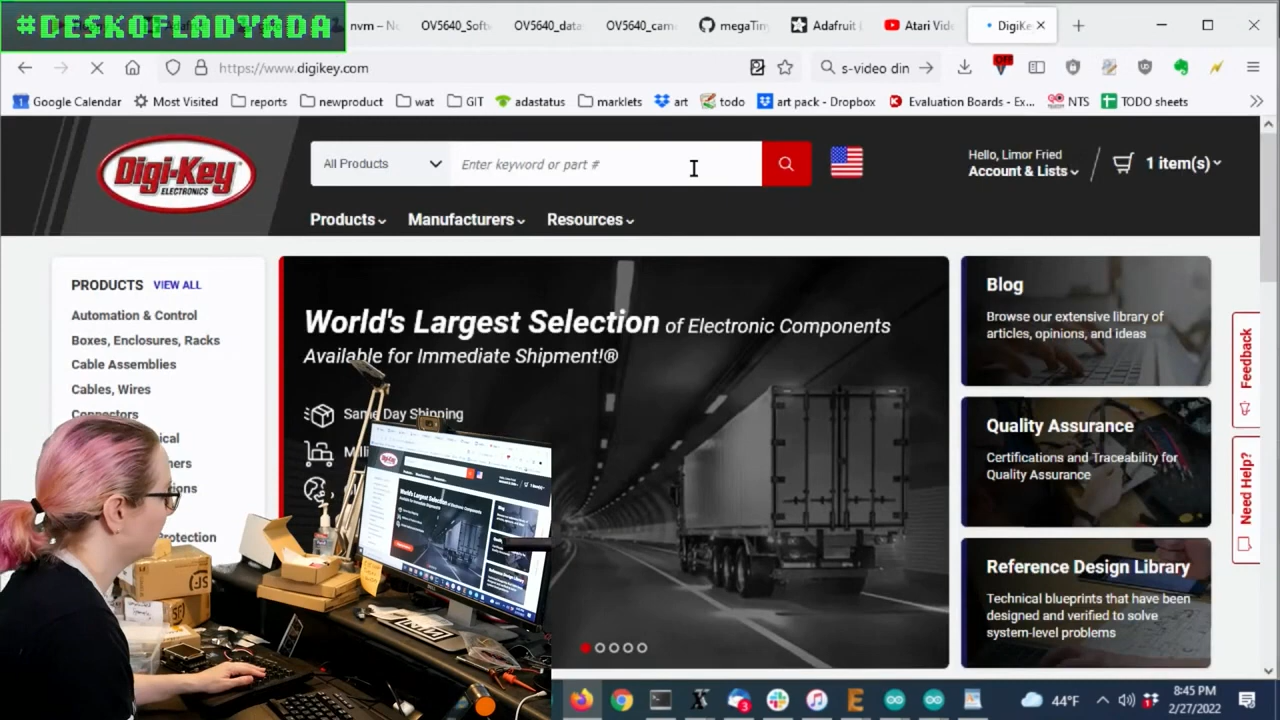 #DESKOFLADYADA
nvm – No
OV5640_Softw
OV5640_data
OV5640_cam
megaTiny
Adafruit (
Atari Vide
DigiKe
https://www.digikey.com
s-video din
OFF
Google Calendar
Most Visited
reports
newproduct
wat
GIT
adastatus
marklets
art
todo
art pack - Dropbox
Evaluation Boards - Ex...
NTS
TODO sheets
Digi-Key
ELECTRONICS
All Products
Enter keyword or part #
Hello, Limor Fried
Account & Lists
1 item(s)
Products
Manufacturers
Resources
PRODUCTS VIEW ALL
Automation & Control
Boxes, Enclosures, Racks
Cable Assemblies
Cables, Wires
Connectors
World's Largest Selection of Electronic Components
Available for Immediate Shipment!®
Same Day Shipping
Blog
Browse our extensive library of
articles, opinions, and ideas
Quality Assurance
Certifications and Traceability for
Quality Assurance
Reference Design Library
Technical blueprints that have been
designed and verified to solve
system-level problems
Feedback
Need Help?
3
44°F
8:45 PM
2/27/2022